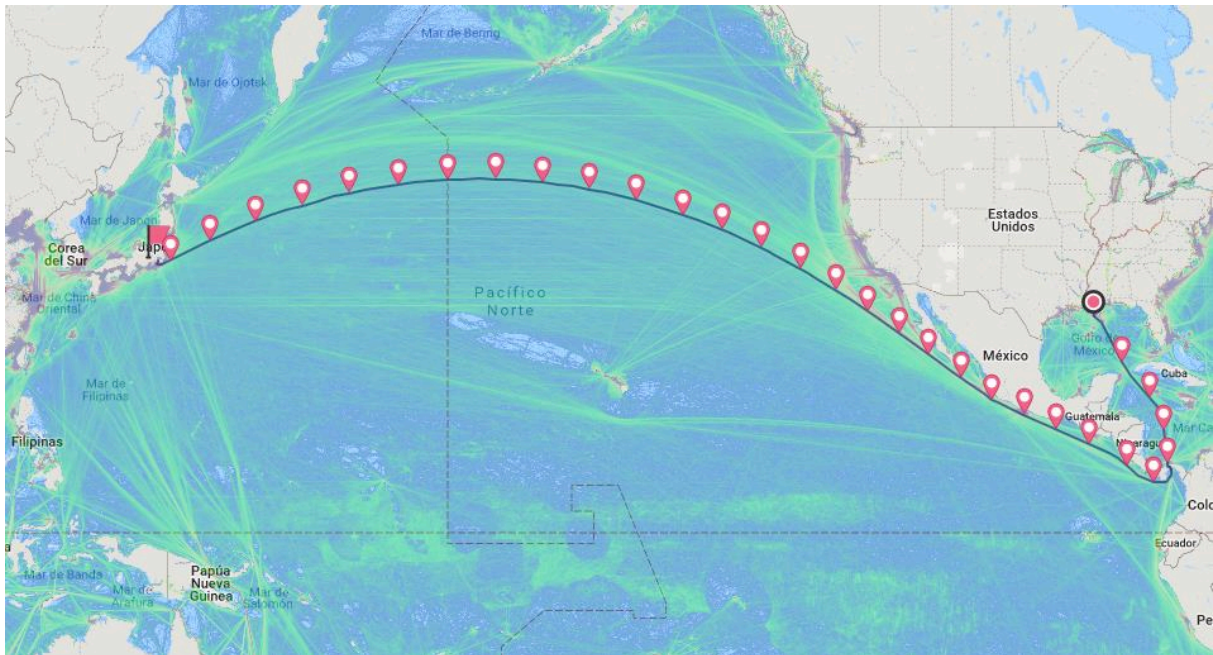 Mar de Bering
Mar de Ojotsk
Mar de Japón
Japó
Corea
del Sur
Mar de China
Oriental
Estados
Unidos
Pacífico
Norte
Golfo de
México
México
Cuba
Mar de
Filipinas
Guatemala
Mar Ca
Nicaragu
Filipinas
Colo
Ecuador
a
Papúa
Nueva
Guinea
Mar de Banda
Mar de
Arafura
Mar de
Salomón
Pe